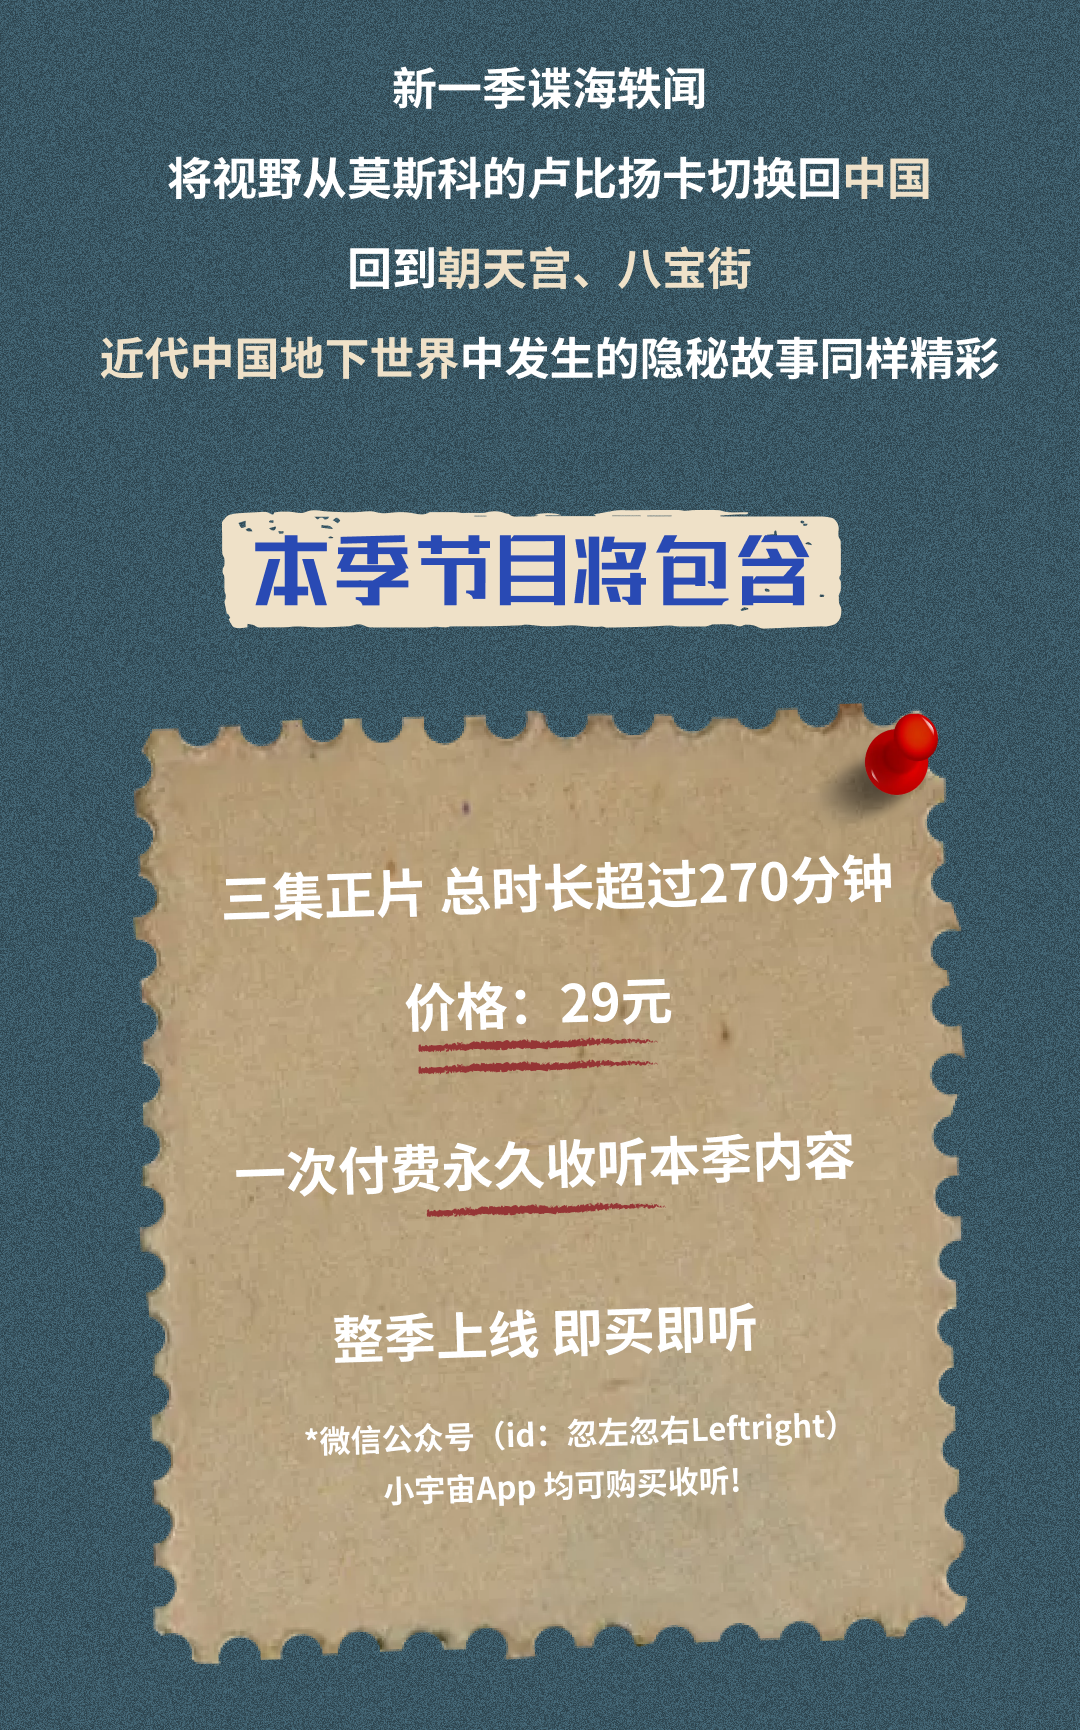 新一季谍海轶闻
将视野从莫斯科的卢比扬卡切换回中国
回到朝天宫、八宝街
近代中国地下世界中发生的隐秘故事同样精彩
本季节目将包含
三集正片 总时长超过270分钟
价格：29元
一次付费永久收听本季内容
整季上线 即买即听
*微信公众号（id：忽左忽右Leftright）
小宇宙App 均可购买收听!